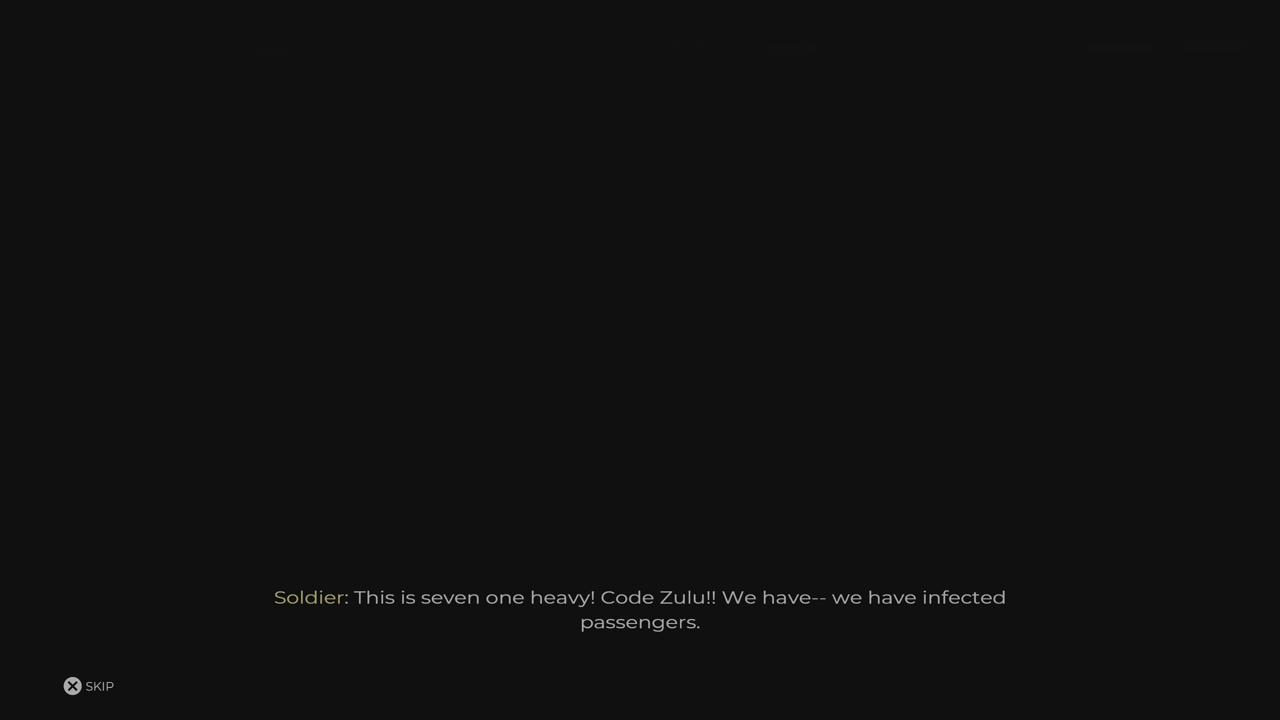 Soldier: This is seven one heavy! Code Zulu!! We have-- we have infected
passengers.
SKIP